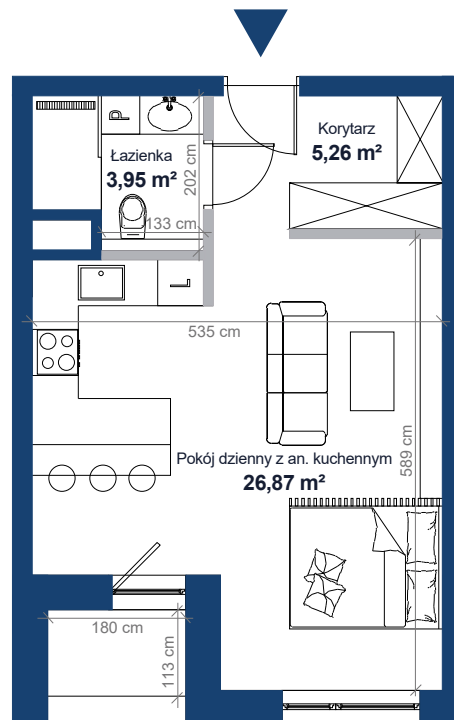 Korytarz
5,26 m²
P
Łazienka
3,95 m²
202 cm
133 cm
L
535 cm
Pokój dzienny z an. kuchennym
26,87 m²
589 cm
180 cm
113 cm